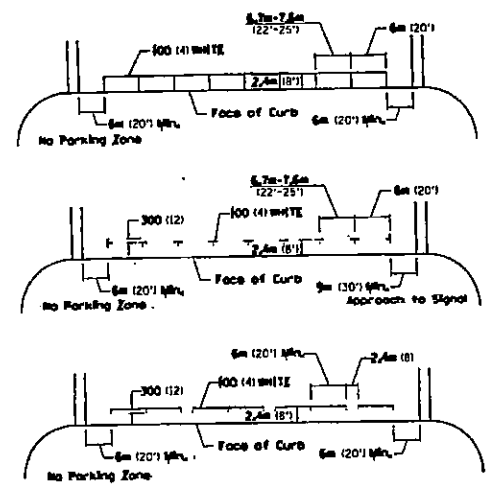 6.7m-7.6m
(22'-25')
6m (20')
100 (4) WHITE
2.4m (8')
Face of Curb
6m (20') Min.
6m (20') Min.
No Parking Zone
6.7m-7.6m
(22'-25')
6m (20')
300 (12)
100 (4) WHITE
2.4m (8')
Face of Curb
6m (20') Min.
9m (30') Min.
No Parking Zone
Approach to Signal
6m (20') Min.
2.4m (8)
300 (12)
100 (4) WHITE
2.4m (8')
Face of Curb
6m (20') Min.
6m (20') Min.
No Parking Zone